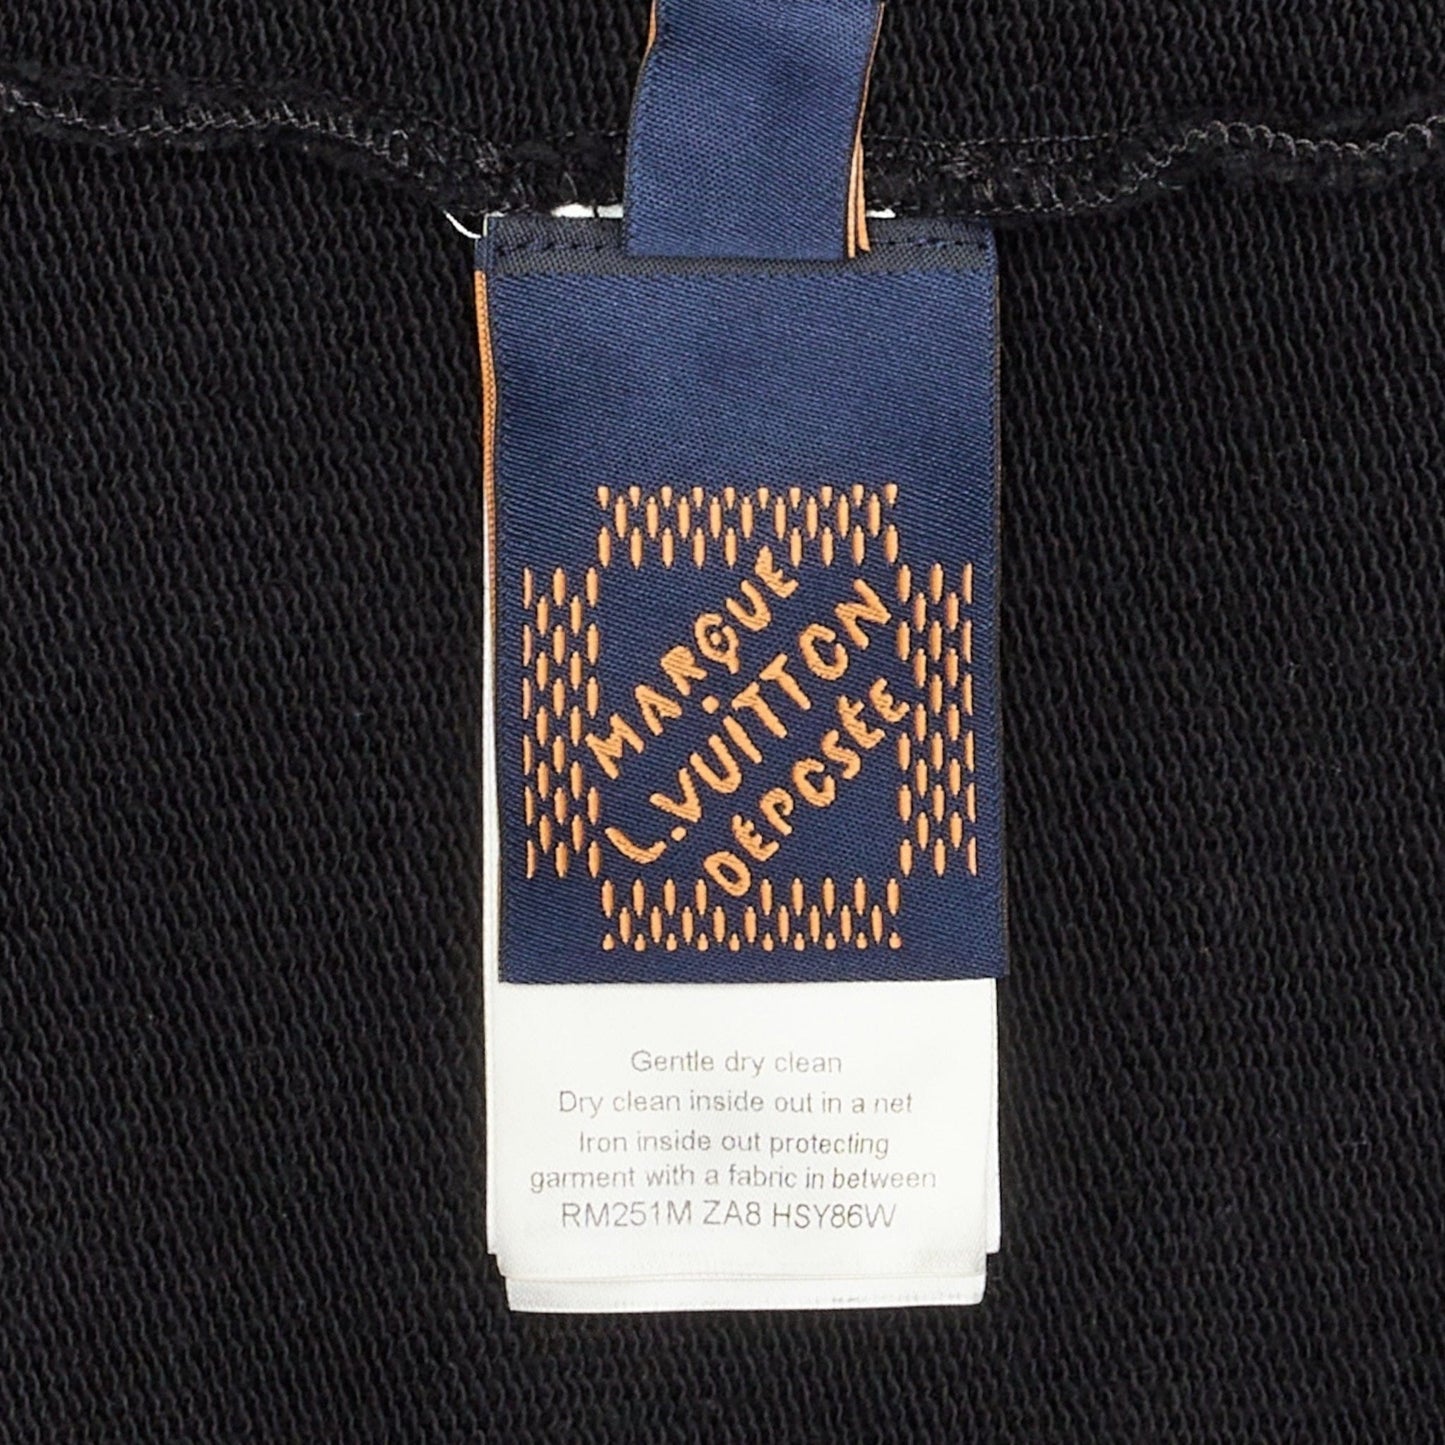 MARQUE
L.VUITTON
DEPOSÉE
Gentle dry clean
Dry clean inside out in a net
Iron inside out protecting
garment with a fabric in between
RM251M ZA8 HSY86W